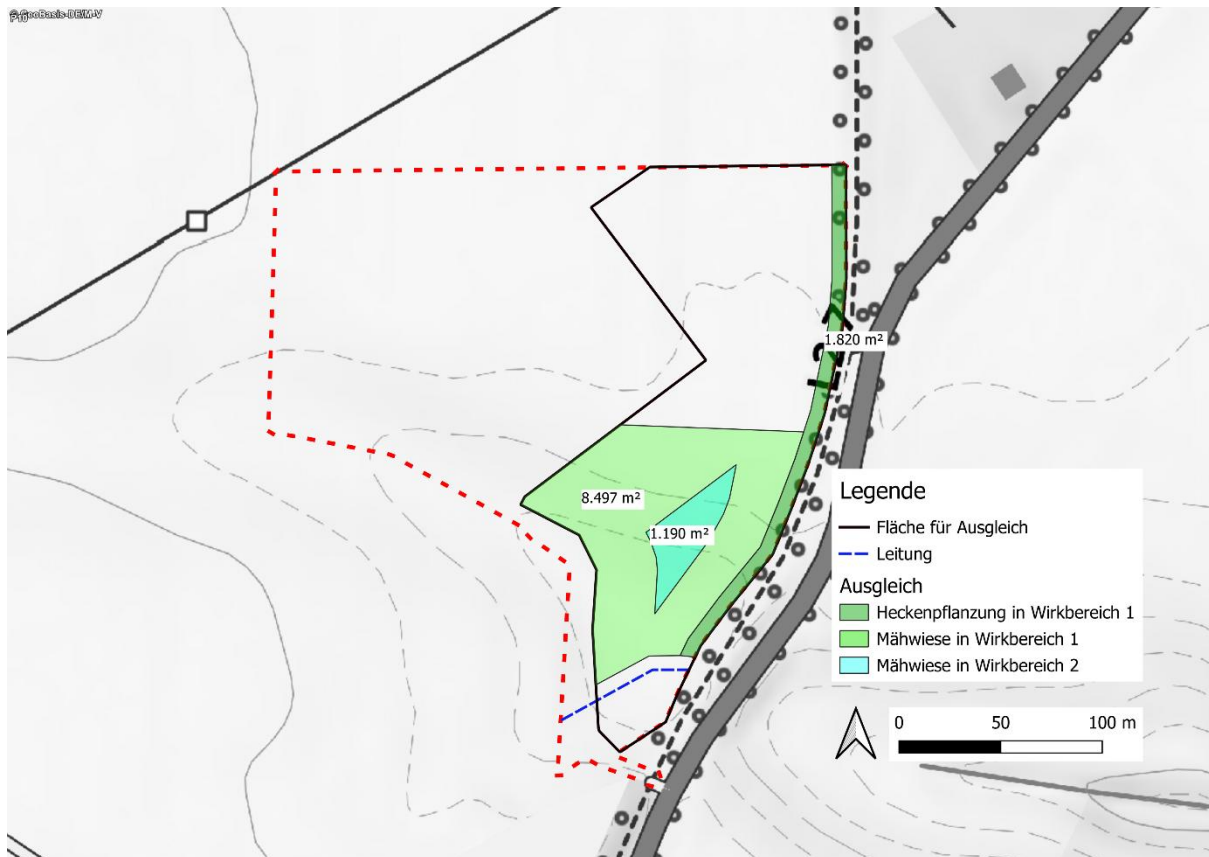 © GeoBasis-DE/M-V
1.820 m²
8.497 m²
1.190 m²
Legende
Fläche für Ausgleich
Leitung
Ausgleich
Heckenpflanzung in Wirkbereich 1
Mähwiese in Wirkbereich 1
Mähwiese in Wirkbereich 2
0 50 100 m